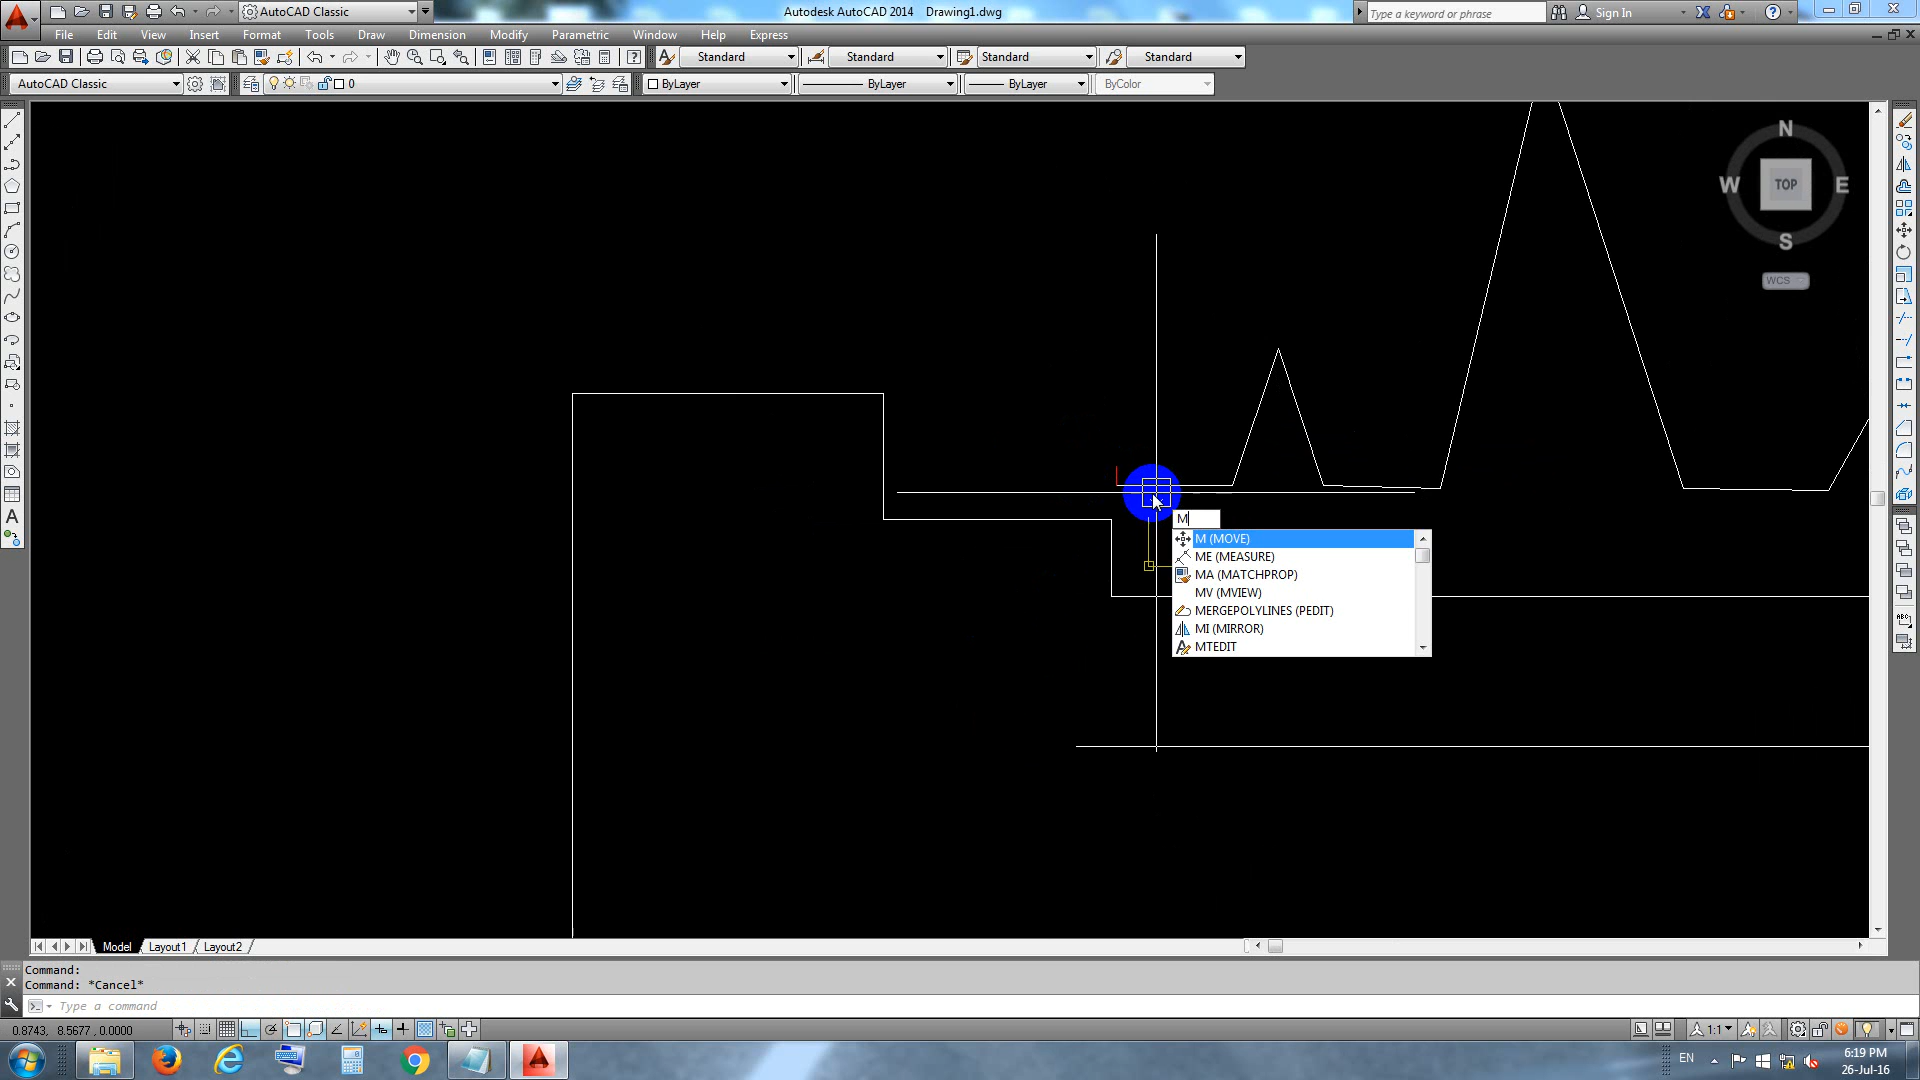 AutoCAD Classic
Autodesk AutoCAD 2014 Drawing1.dwg
Type a keyword or phrase
Sign In
File Edit View Insert Format Tools Draw Dimension Modify Parametric Window Help Express
Standard Standard Standard Standard
AutoCAD Classic 0 ByLayer ByLayer ByLayer ByColor
N
W TOP E
S
WCS
M
M (MOVE)
ME (MEASURE)
MA (MATCHPROP)
MV (MVIEW)
MERGEPOLYLINES (PEDIT)
MI (MIRROR)
MTEDIT
A
ABC
Model Layout1 Layout2
Command:
Command: *Cancel*
Type a command
0.8743, 8.5677 , 0.0000
1:1
EN
6:19 PM
26-Jul-16